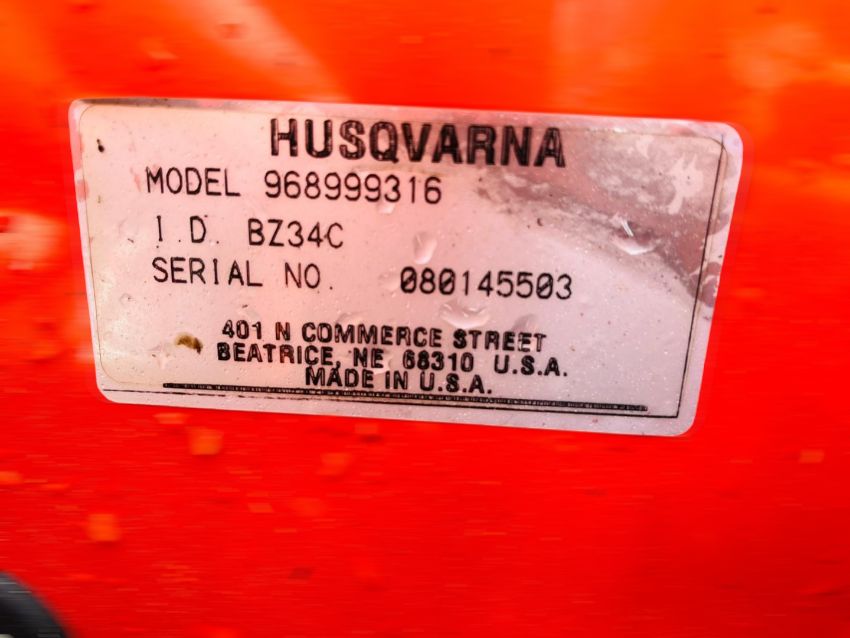 HUSQVARNA
MODEL 968999316
I.D. BZ34C
SERIAL NO. 080145503
401 N COMMERCE STREET
BEATRICE, NE 68310 U.S.A.
MADE IN U.S.A.